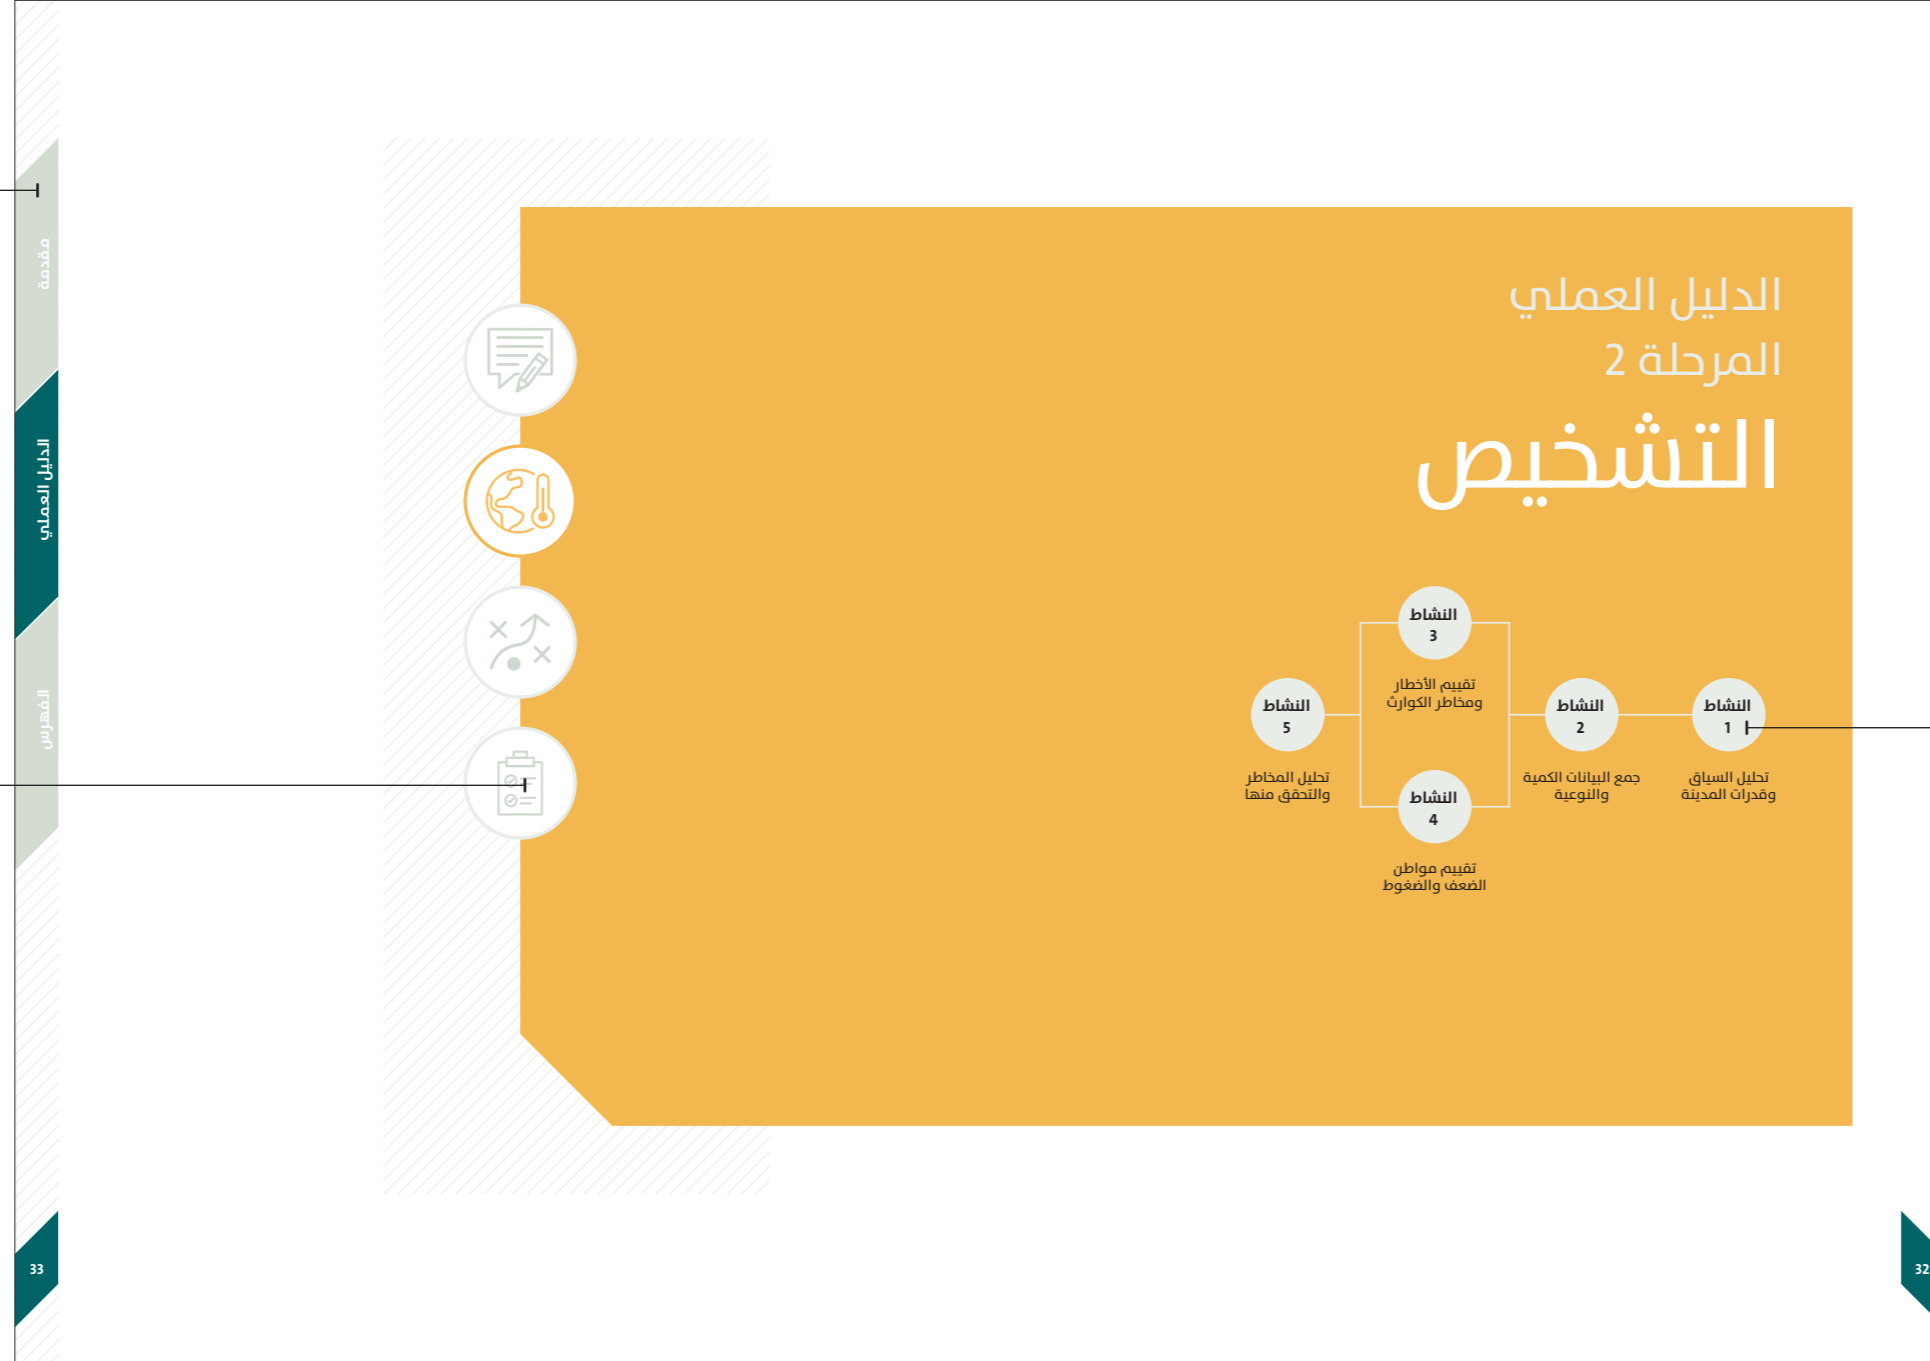 الدليل العملي
المرحلة 2
التشخيص
النشاط
1
تحليل السياق
وقدرات المدينة
النشاط
2
جمع البيانات الكمية
والنوعية
النشاط
3
تقييم الأخطار
ومخاطر الكوارث
النشاط
4
تقييم مواطن
الضعف والضغوط
النشاط
5
تحليل المخاطر
والتحقق منها
مقدمة
الدليل العملي
الفهرس
32
33